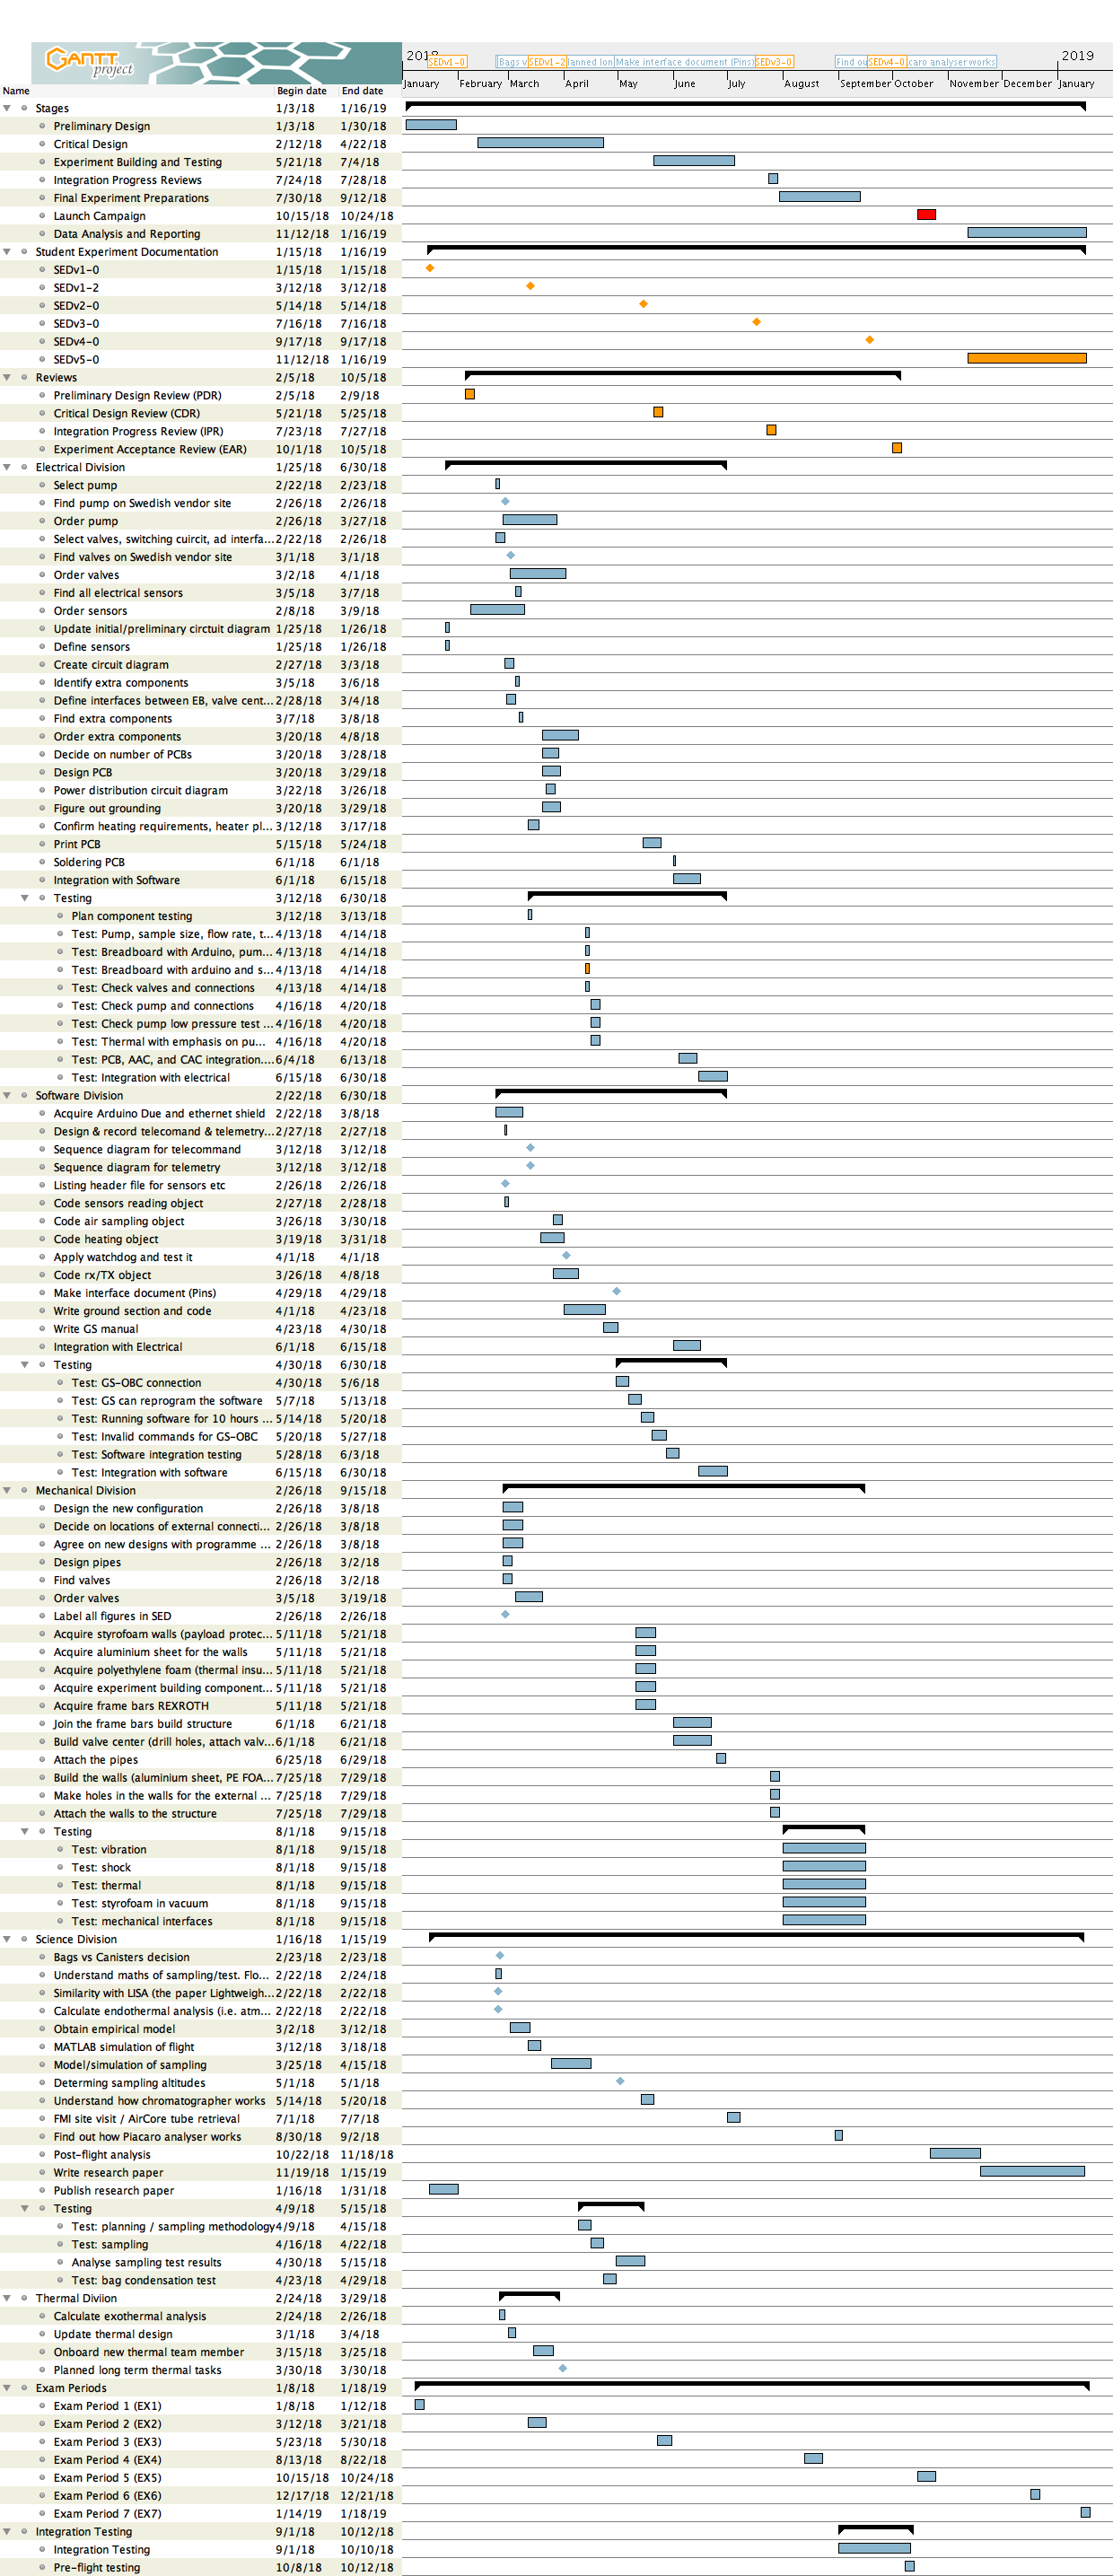 GANTT
project
2018
2019
SEDv1-0
Bags v
SEDv1-2
lanned lon
Make interface document (Pins)
SEDv3-0
Find ou
SEDv4-0
caro analyser works
January February March April May June July August September October November December January
Name Begin date End date
Stages 1/3/18 1/16/19
Preliminary Design 1/3/18 1/30/18
Critical Design 2/12/18 4/22/18
Experiment Building and Testing 5/21/18 7/4/18
Integration Progress Reviews 7/24/18 7/28/18
Final Experiment Preparations 7/30/18 9/12/18
Launch Campaign 10/15/18 10/24/18
Data Analysis and Reporting 11/12/18 1/16/19
Student Experiment Documentation 1/15/18 1/16/19
SEDv1-0 1/15/18 1/15/18
SEDv1-2 3/12/18 3/12/18
SEDv2-0 5/14/18 5/14/18
SEDv3-0 7/16/18 7/16/18
SEDv4-0 9/17/18 9/17/18
SEDv5-0 11/12/18 1/16/19
Reviews 2/5/18 10/5/18
Preliminary Design Review (PDR) 2/5/18 2/9/18
Critical Design Review (CDR) 5/21/18 5/25/18
Integration Progress Review (IPR) 7/23/18 7/27/18
Experiment Acceptance Review (EAR) 10/1/18 10/5/18
Electrical Division 1/25/18 6/30/18
Select pump 2/22/18 2/23/18
Find pump on Swedish vendor site 2/26/18 2/26/18
Order pump 2/26/18 3/27/18
Select valves, switching cuircit, ad interfa... 2/22/18 2/26/18
Find valves on Swedish vendor site 3/1/18 3/1/18
Order valves 3/2/18 4/1/18
Find all electrical sensors 3/5/18 3/7/18
Order sensors 2/8/18 3/9/18
Update initial/preliminary circtuit diagram 1/25/18 1/26/18
Define sensors 1/25/18 1/26/18
Create circuit diagram 2/27/18 3/3/18
Identify extra components 3/5/18 3/6/18
Define interfaces between EB, valve cent... 2/28/18 3/4/18
Find extra components 3/7/18 3/8/18
Order extra components 3/20/18 4/8/18
Decide on number of PCBs 3/20/18 3/28/18
Design PCB 3/20/18 3/29/18
Power distribution circuit diagram 3/22/18 3/26/18
Figure out grounding 3/20/18 3/29/18
Confirm heating requirements, heater pl... 3/12/18 3/17/18
Print PCB 5/15/18 5/24/18
Soldering PCB 6/1/18 6/1/18
Integration with Software 6/1/18 6/15/18
Testing 3/12/18 6/30/18
Plan component testing 3/12/18 3/13/18
Test: Pump, sample size, flow rate, t... 4/13/18 4/14/18
Test: Breadboard with Arduino, pum... 4/13/18 4/14/18
Test: Breadboard with arduino and s... 4/13/18 4/14/18
Test: Check valves and connections 4/13/18 4/14/18
Test: Check pump and connections 4/16/18 4/20/18
Test: Check pump low pressure test ... 4/16/18 4/20/18
Test: Thermal with emphasis on pu... 4/16/18 4/20/18
Test: PCB, AAC, and CAC integration.... 6/4/18 6/13/18
Test: Integration with electrical 6/15/18 6/30/18
Software Division 2/22/18 6/30/18
Acquire Arduino Due and ethernet shield 2/22/18 3/8/18
Design & record telecomand & telemetry... 2/27/18 2/27/18
Sequence diagram for telecommand 3/12/18 3/12/18
Sequence diagram for telemetry 3/12/18 3/12/18
Listing header file for sensors etc 2/26/18 2/26/18
Code sensors reading object 2/27/18 2/28/18
Code air sampling object 3/26/18 3/30/18
Code heating object 3/19/18 3/31/18
Apply watchdog and test it 4/1/18 4/1/18
Code rx/TX object 3/26/18 4/8/18
Make interface document (Pins) 4/29/18 4/29/18
Write ground section and code 4/1/18 4/23/18
Write GS manual 4/23/18 4/30/18
Integration with Electrical 6/1/18 6/15/18
Testing 4/30/18 6/30/18
Test: GS-OBC connection 4/30/18 5/6/18
Test: GS can reprogram the software 5/7/18 5/13/18
Test: Running software for 10 hours ... 5/14/18 5/20/18
Test: Invalid commands for GS-OBC 5/20/18 5/27/18
Test: Software integration testing 5/28/18 6/3/18
Test: Integration with software 6/15/18 6/30/18
Mechanical Division 2/26/18 9/15/18
Design the new configuration 2/26/18 3/8/18
Decide on locations of external connecti... 2/26/18 3/8/18
Agree on new designs with programme ... 2/26/18 3/8/18
Design pipes 2/26/18 3/2/18
Find valves 2/26/18 3/2/18
Order valves 3/5/18 3/19/18
Label all figures in SED 2/26/18 2/26/18
Acquire styrofoam walls (payload protec... 5/11/18 5/21/18
Acquire aluminium sheet for the walls 5/11/18 5/21/18
Acquire polyethylene foam (thermal insu... 5/11/18 5/21/18
Acquire experiment building component... 5/11/18 5/21/18
Acquire frame bars REXROTH 5/11/18 5/21/18
Join the frame bars build structure 6/1/18 6/21/18
Build valve center (drill holes, attach valv... 6/1/18 6/21/18
Attach the pipes 6/25/18 6/29/18
Build the walls (aluminium sheet, PE FOA... 7/25/18 7/29/18
Make holes in the walls for the external ... 7/25/18 7/29/18
Attach the walls to the structure 7/25/18 7/29/18
Testing 8/1/18 9/15/18
Test: vibration 8/1/18 9/15/18
Test: shock 8/1/18 9/15/18
Test: thermal 8/1/18 9/15/18
Test: styrofoam in vacuum 8/1/18 9/15/18
Test: mechanical interfaces 8/1/18 9/15/18
Science Division 1/16/18 1/15/19
Bags vs Canisters decision 2/23/18 2/23/18
Understand maths of sampling/test. Flo... 2/22/18 2/24/18
Similarity with LISA (the paper Lightweigh... 2/22/18 2/22/18
Calculate endothermal analysis (i.e. atm... 2/22/18 2/22/18
Obtain empirical model 3/2/18 3/12/18
MATLAB simulation of flight 3/12/18 3/18/18
Model/simulation of sampling 3/25/18 4/15/18
Determing sampling altitudes 5/1/18 5/1/18
Understand how chromatographer works 5/14/18 5/20/18
FMI site visit / AirCore tube retrieval 7/1/18 7/7/18
Find out how Piacaro analyser works 8/30/18 9/2/18
Post-flight analysis 10/22/18 11/18/18
Write research paper 11/19/18 1/15/19
Publish research paper 1/16/18 1/31/18
Testing 4/9/18 5/15/18
Test: planning / sampling methodology 4/9/18 4/15/18
Test: sampling 4/16/18 4/22/18
Analyse sampling test results 4/30/18 5/15/18
Test: bag condensation test 4/23/18 4/29/18
Thermal Diviion 2/24/18 3/29/18
Calculate exothermal analysis 2/24/18 2/26/18
Update thermal design 3/1/18 3/4/18
Onboard new thermal team member 3/15/18 3/25/18
Planned long term thermal tasks 3/30/18 3/30/18
Exam Periods 1/8/18 1/18/19
Exam Period 1 (EX1) 1/8/18 1/12/18
Exam Period 2 (EX2) 3/12/18 3/21/18
Exam Period 3 (EX3) 5/23/18 5/30/18
Exam Period 4 (EX4) 8/13/18 8/22/18
Exam Period 5 (EX5) 10/15/18 10/24/18
Exam Period 6 (EX6) 12/17/18 12/21/18
Exam Period 7 (EX7) 1/14/19 1/18/19
Integration Testing 9/1/18 10/12/18
Integration Testing 9/1/18 10/10/18
Pre-flight testing 10/8/18 10/12/18